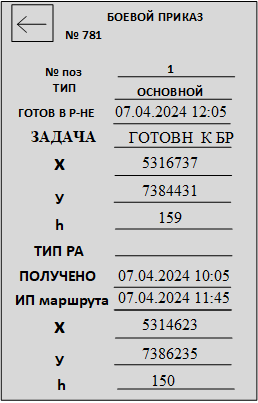 БОЕВОЙ ПРИКАЗ
№ 781
№ поз 1
ТИП ОСНОВНОЙ
ГОТОВ В Р-НЕ 07.04.2024 12:05
ЗАДАЧА ГОТОВН К БР
Х 5316737
У 7384431
h 159
ТИП РА
ПОЛУЧЕНО 07.04.2024 10:05
ИП маршрута 07.04.2024 11:45
Х 5314623
У 7386235
h 150